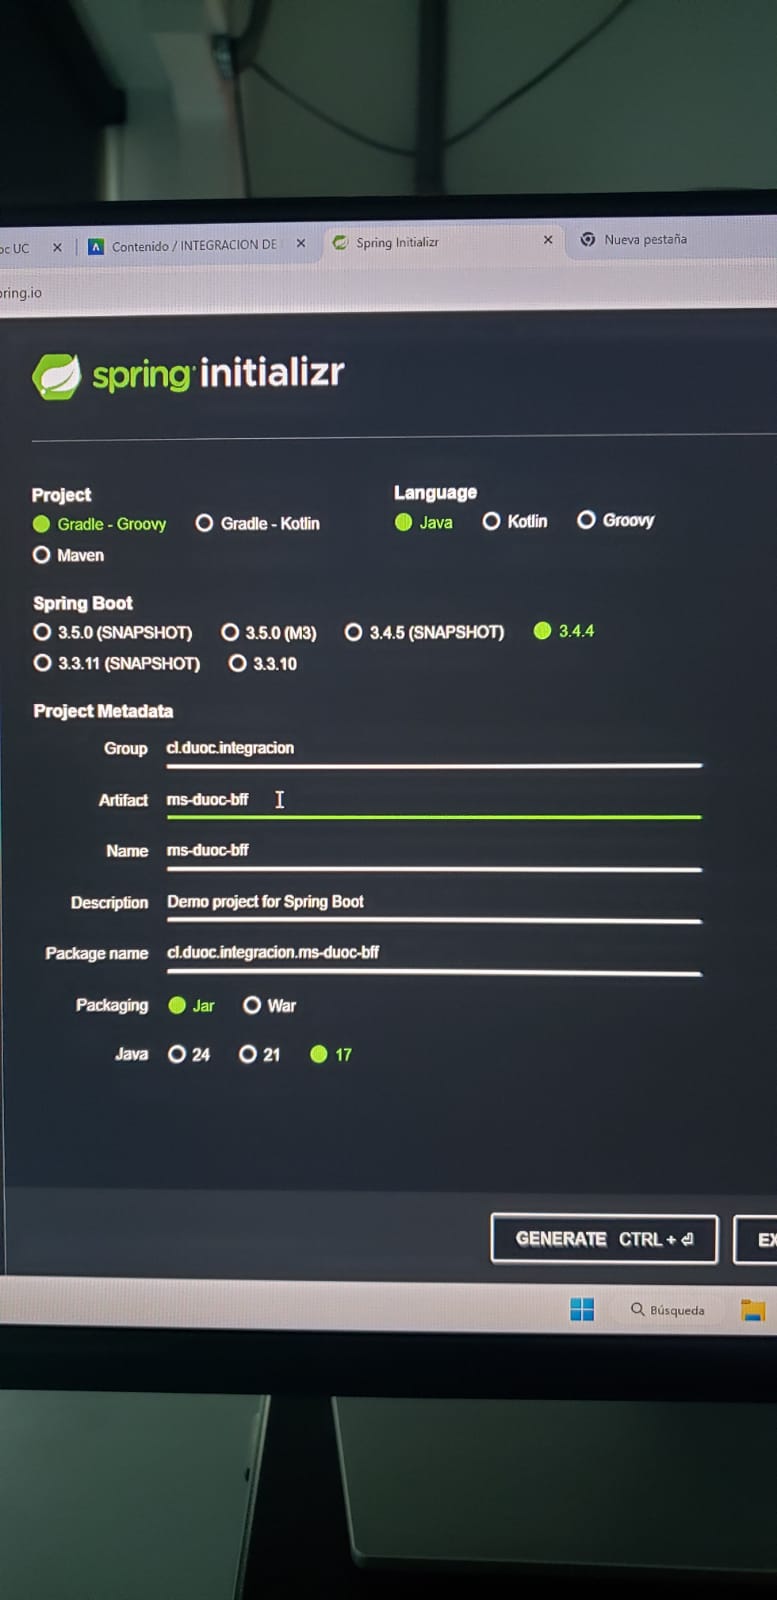 oc UC Contenido / INTEGRACION DE Spring Initializr Nueva pestaña
pring.io
spring initializr
Project
Gradle - Groovy Gradle - Kotlin
Maven
Language
Java Kotlin Groovy
Spring Boot
3.5.0 (SNAPSHOT) 3.5.0 (M3) 3.4.5 (SNAPSHOT) 3.4.4
3.3.11 (SNAPSHOT) 3.3.10
Project Metadata
Group cl.duoc.integracion
Artifact ms-duoc-bff
Name ms-duoc-bff
Description Demo project for Spring Boot
Package name cl.duoc.integracion.ms-duoc-bff
Packaging Jar War
Java 24 21 17
GENERATE CTRL + ⏎ EX
Búsqueda